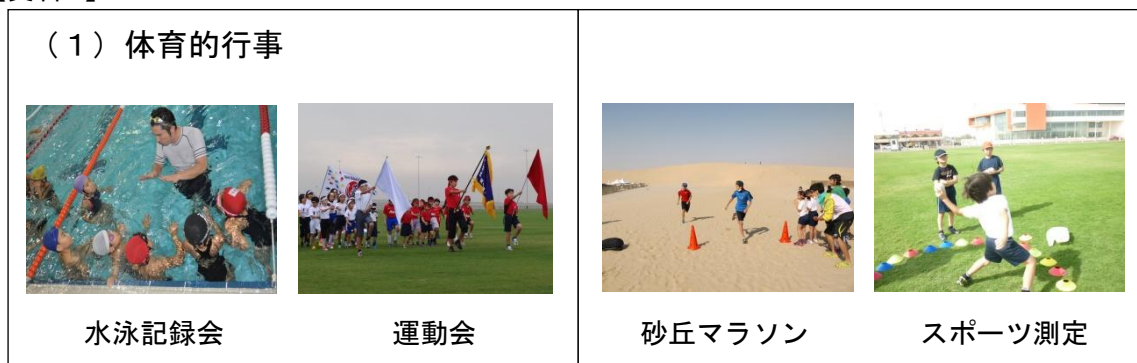 （１）体育的行事
水泳記録会
運動会
砂丘マラソン
スポーツ測定